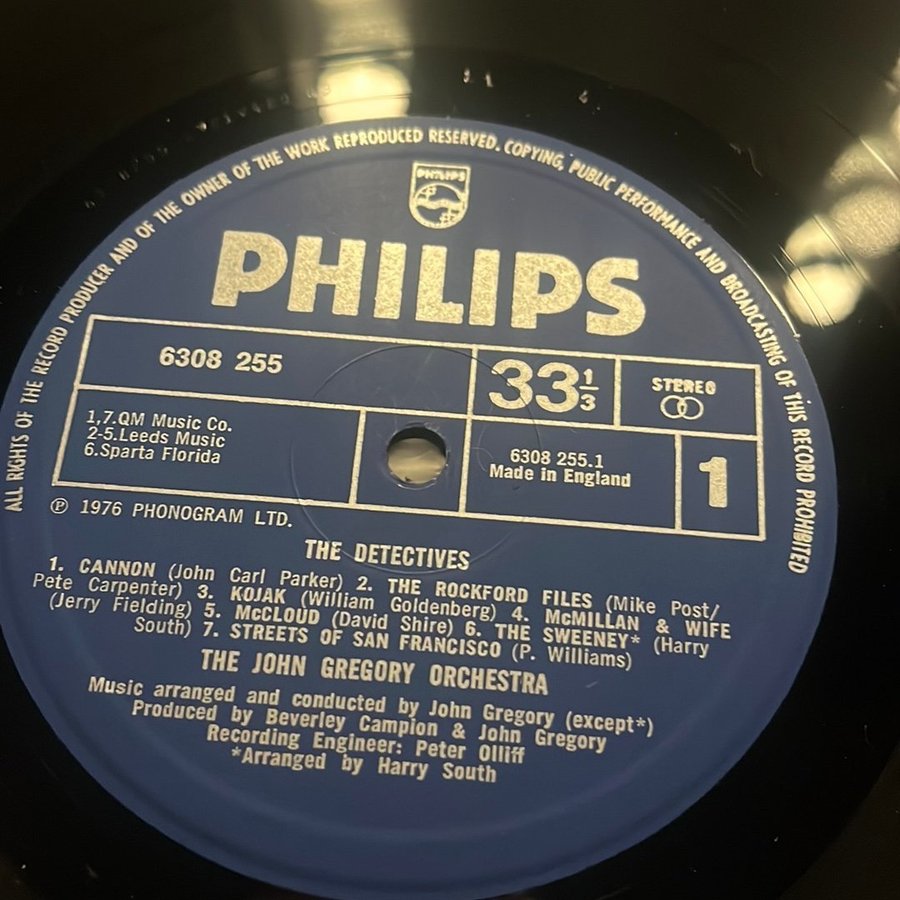 ALL RIGHTS OF THE RECORD PRODUCER AND OF THE OWNER OF THE WORK REPRODUCED RESERVED. COPYING, PUBLIC PERFORMANCE AND BROADCASTING OF THIS RECORD PROHIBITED
PHILIPS
PHILIPS
6308 255
33⅓
STEREO
1,7.QM Music Co.
2-5.Leeds Music
6.Sparta Florida
6308 255.1
Made in England
1
℗ 1976 PHONOGRAM LTD.
THE DETECTIVES
1. CANNON (John Carl Parker) 2. THE ROCKFORD FILES (Mike Post/
Pete Carpenter) 3. KOJAK (William Goldenberg) 4. McMILLAN & WIFE
(Jerry Fielding) 5. McCLOUD (David Shire) 6. THE SWEENEY* (Harry
South) 7. STREETS OF SAN FRANCISCO (P. Williams)
THE JOHN GREGORY ORCHESTRA
Music arranged and conducted by John Gregory (except*)
Produced by Beverley Campion & John Gregory
Recording Engineer: Peter Olliff
*Arranged by Harry South